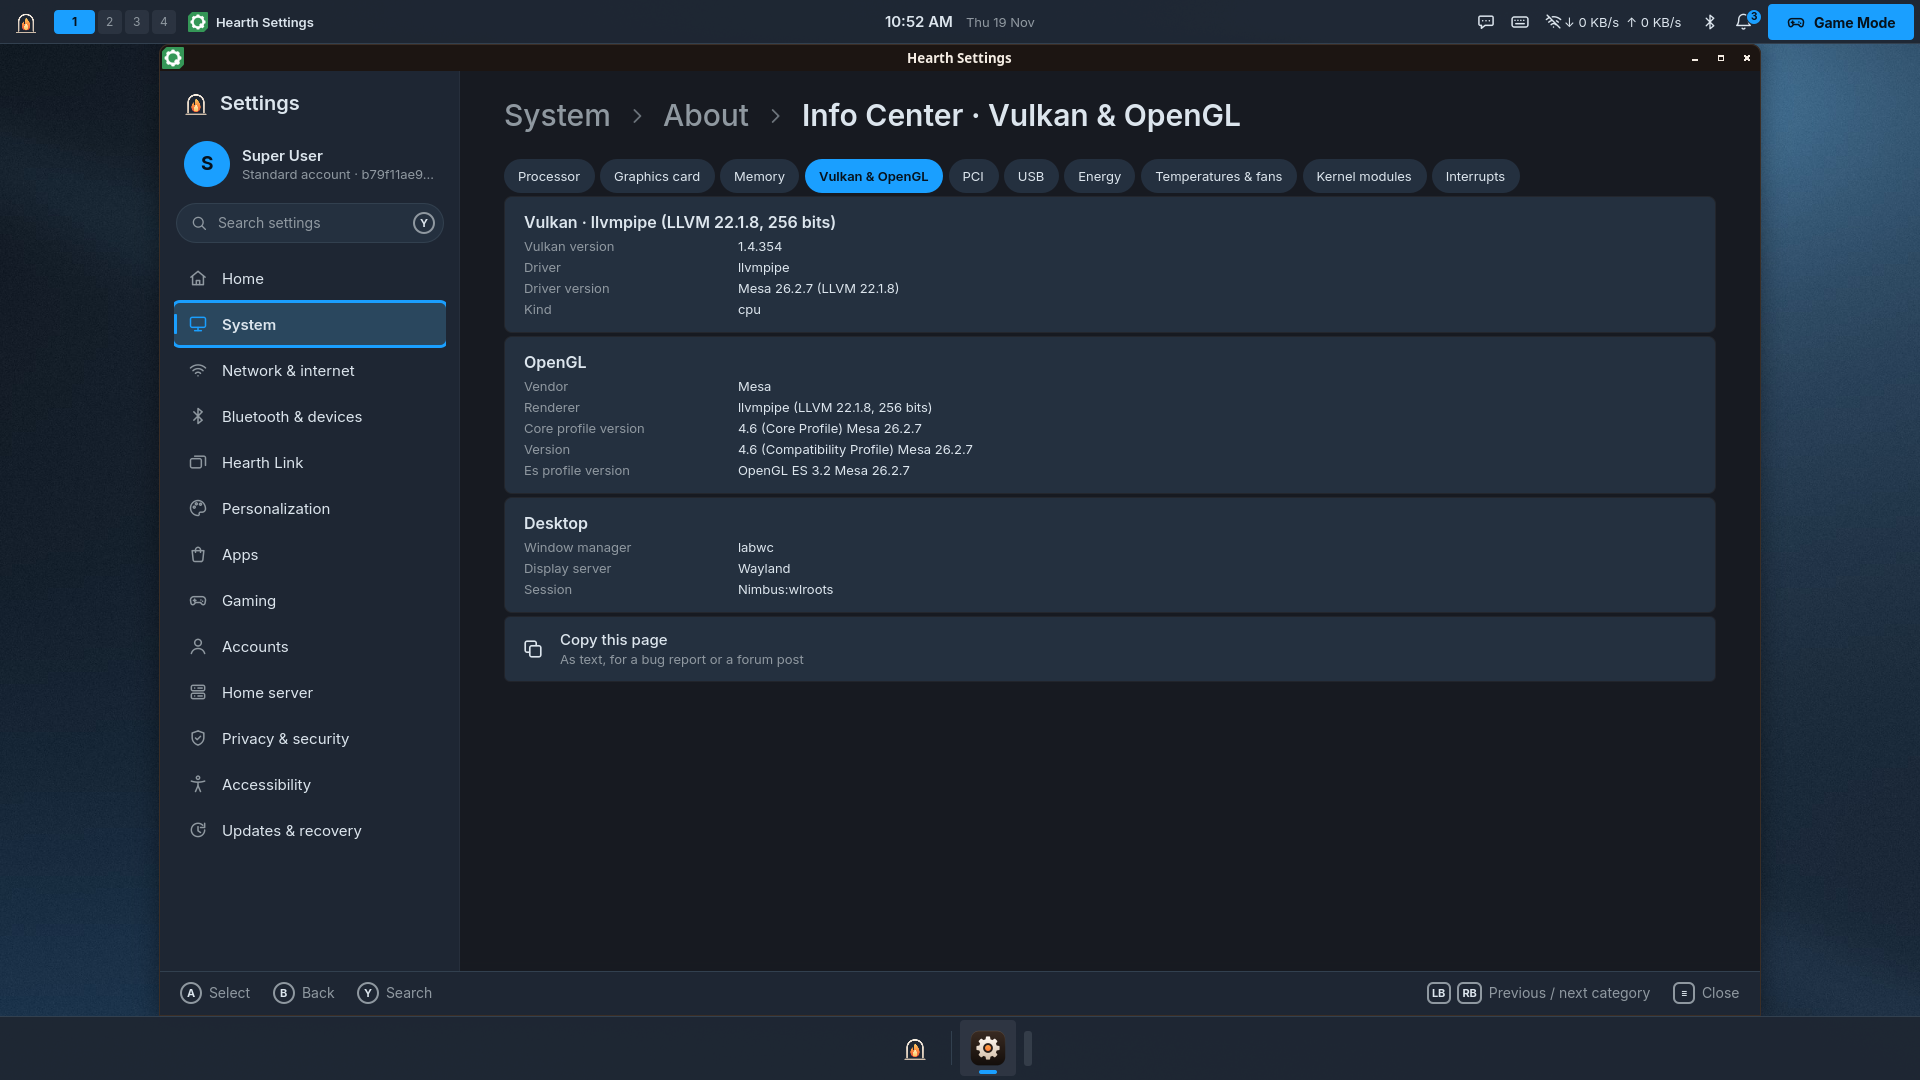 1 2 3 4 Hearth Settings
10:52 AM Thu 19 Nov
↓ 0 KB/s ↑ 0 KB/s
3
Game Mode
Hearth Settings
Settings
S
Super User
Standard account · b79f11ae9...
Search settings Y
Home
System
Network & internet
Bluetooth & devices
Hearth Link
Personalization
Apps
Gaming
Accounts
Home server
Privacy & security
Accessibility
Updates & recovery
System > About > Info Center · Vulkan & OpenGL
Processor Graphics card Memory Vulkan & OpenGL PCI USB Energy Temperatures & fans Kernel modules Interrupts
Vulkan · llvmpipe (LLVM 22.1.8, 256 bits)
Vulkan version 1.4.354
Driver llvmpipe
Driver version Mesa 26.2.7 (LLVM 22.1.8)
Kind cpu
OpenGL
Vendor Mesa
Renderer llvmpipe (LLVM 22.1.8, 256 bits)
Core profile version 4.6 (Core Profile) Mesa 26.2.7
Version 4.6 (Compatibility Profile) Mesa 26.2.7
Es profile version OpenGL ES 3.2 Mesa 26.2.7
Desktop
Window manager labwc
Display server Wayland
Session Nimbus:wlroots
Copy this page
As text, for a bug report or a forum post
A Select B Back Y Search
LB RB Previous / next category ≡ Close